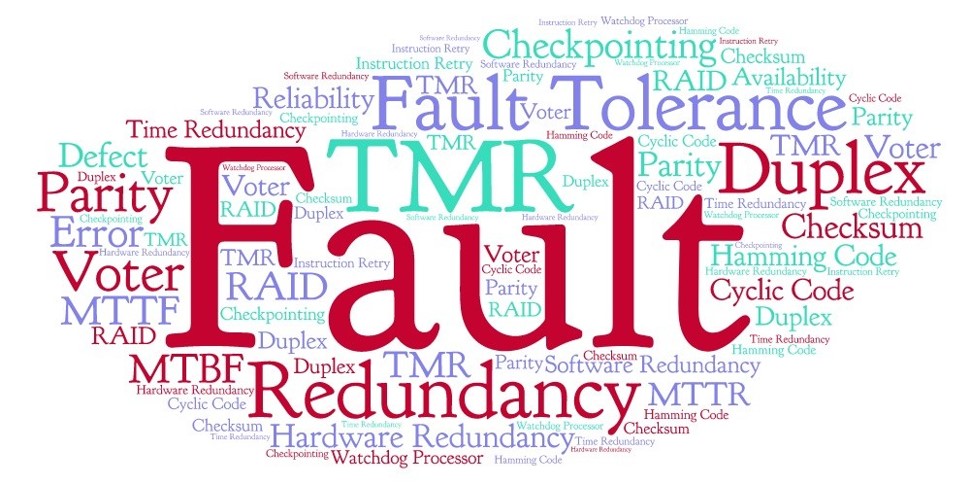 Instruction Retry Watchdog Processor
Software Redundancy Checkpointing Hamming Code
Instruction Retry Instruction Retry
Instruction Retry Software Redundancy Watchdog Processor Checksum
Software Redundancy TMR Parity RAID Availability
Reliability Fault Tolerance Time Redundancy
Software Redundancy Checkpointing Voter Cyclic Code
Time Redundancy Hardware Redundancy Hamming Code Parity
TMR Cyclic Code TMR Voter
Defect Watchdog Processor TMR Parity Duplex
Duplex Voter Voter Duplex Cyclic Code
Parity RAID Checksum RAID Time Redundancy Software Redundancy
Checkpointing Duplex Software Redundancy Hardware Redundancy Watchdog Processor Checkpointing
Error TMR Fault Checksum
Hardware Redundancy Voter Checkpointing
Voter TMR Instruction Retry Cyclic Code Hamming Code
RAID Parity Hardware Redundancy Instruction Retry
MTTF Checkpointing RAID Cyclic Code
RAID Duplex Duplex
Time Redundancy
MTBF Duplex TMR Parity Checksum Hamming Code
Hardware Redundancy Redundancy Software Redundancy
Cyclic Code MTTR
Checksum Time Redundancy Watchdog Processor Hamming Code
Time Redundancy Hardware Redundancy Checksum
Time Redundancy
Checkpointing Watchdog Processor Hamming Code Hardware Redundancy